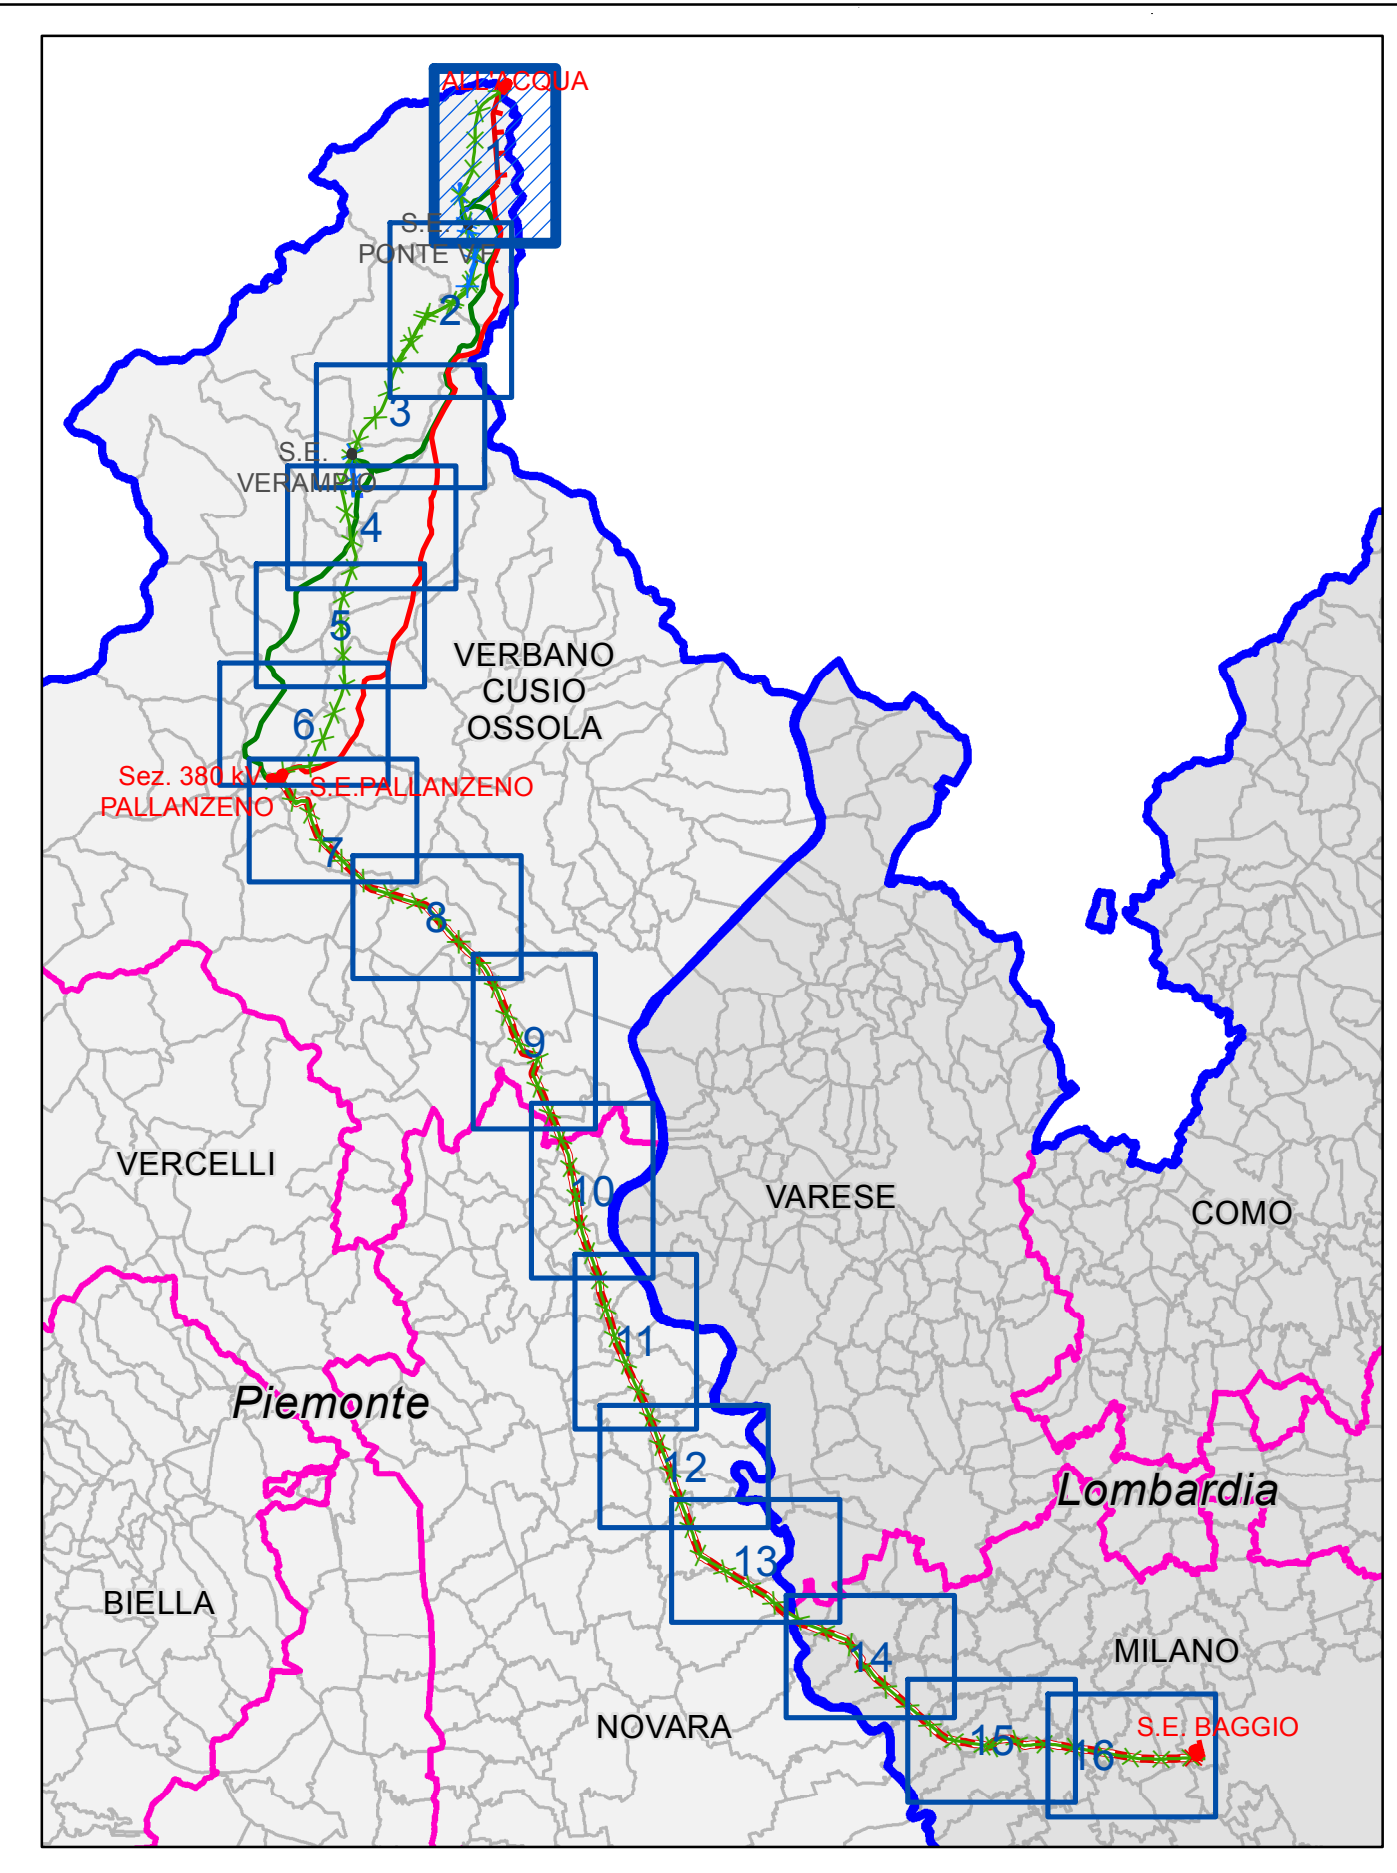 ALL'ACQUA
1
S.E.
PONTE V.F.
2
3
S.E.
VERAMPIO
4
5
VERBANO
CUSIO
OSSOLA
6
Sez. 380 kV
PALLANZENO
S.E.PALLANZENO
7
8
9
VERCELLI
10
VARESE
COMO
11
Piemonte
12
Lombardia
13
BIELLA
14
MILANO
NOVARA
15
S.E. BAGGIO
16